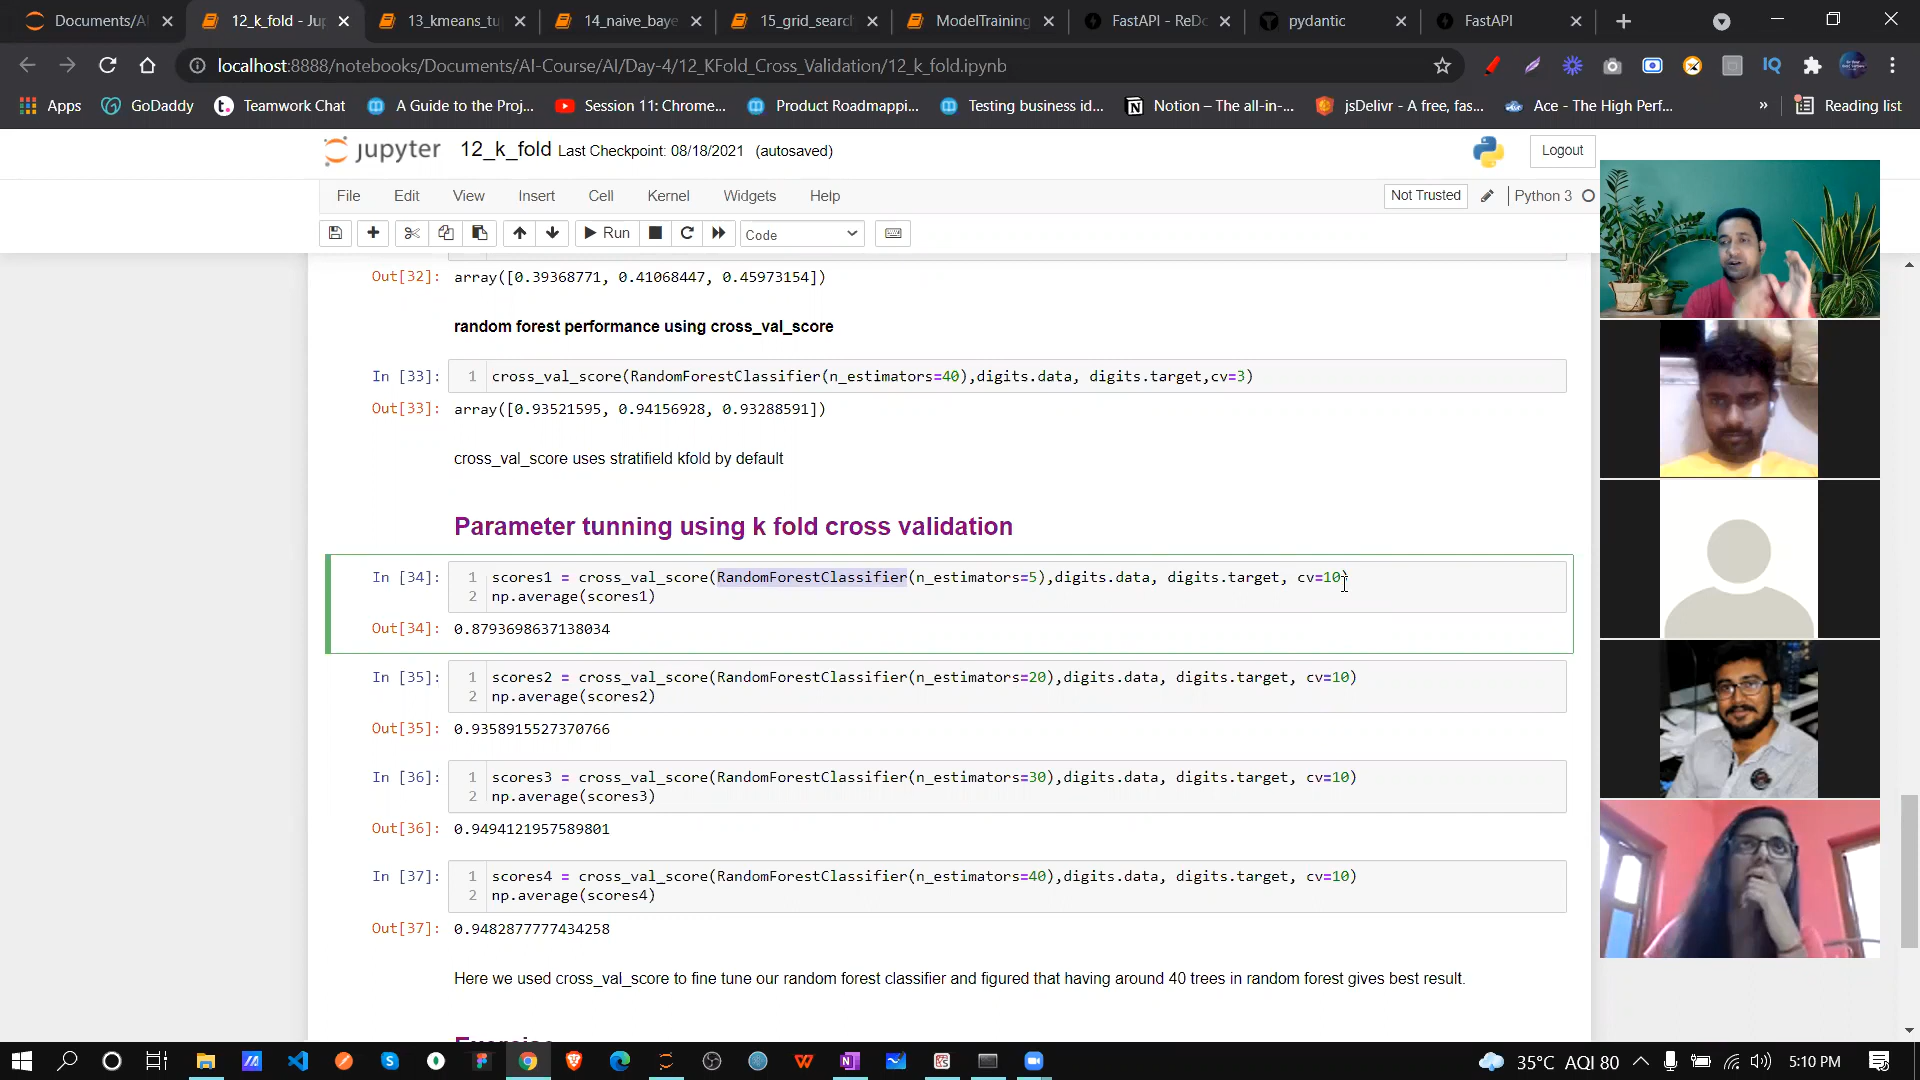 Documents/AI
12_k_fold - Jup
13_kmeans_tu
14_naive_baye
15_grid_search
ModelTraining
FastAPI - ReDo
pydantic
FastAPI
localhost:8888/notebooks/Documents/AI-Course/AI/Day-4/12_KFold_Cross_Validation/12_k_fold.ipynb
Apps GoDaddy Teamwork Chat A Guide to the Proj... Session 11: Chrome... Product Roadmappi... Testing business id... Notion – The all-in-... jsDelivr - A free, fas... Ace - The High Perf... » Reading list
jupyter 12_k_fold Last Checkpoint: 08/18/2021 (autosaved) Logout
File Edit View Insert Cell Kernel Widgets Help Not Trusted Python 3
Run Code
Out[32]: array([0.39368771, 0.41068447, 0.45973154])
random forest performance using cross_val_score
In [33]: 1 cross_val_score(RandomForestClassifier(n_estimators=40),digits.data, digits.target,cv=3)
Out[33]: array([0.93521595, 0.94156928, 0.93288591])
cross_val_score uses stratifield kfold by default
Parameter tunning using k fold cross validation
In [34]: 1 scores1 = cross_val_score(RandomForestClassifier(n_estimators=5),digits.data, digits.target, cv=10)
2 np.average(scores1)
Out[34]: 0.8793698637138034
In [35]: 1 scores2 = cross_val_score(RandomForestClassifier(n_estimators=20),digits.data, digits.target, cv=10)
2 np.average(scores2)
Out[35]: 0.9358915527370766
In [36]: 1 scores3 = cross_val_score(RandomForestClassifier(n_estimators=30),digits.data, digits.target, cv=10)
2 np.average(scores3)
Out[36]: 0.9494121957589801
In [37]: 1 scores4 = cross_val_score(RandomForestClassifier(n_estimators=40),digits.data, digits.target, cv=10)
2 np.average(scores4)
Out[37]: 0.9482877777434258
Here we used cross_val_score to fine tune our random forest classifier and figured that having around 40 trees in random forest gives best result.
Exercise
35°C AQI 80 5:10 PM